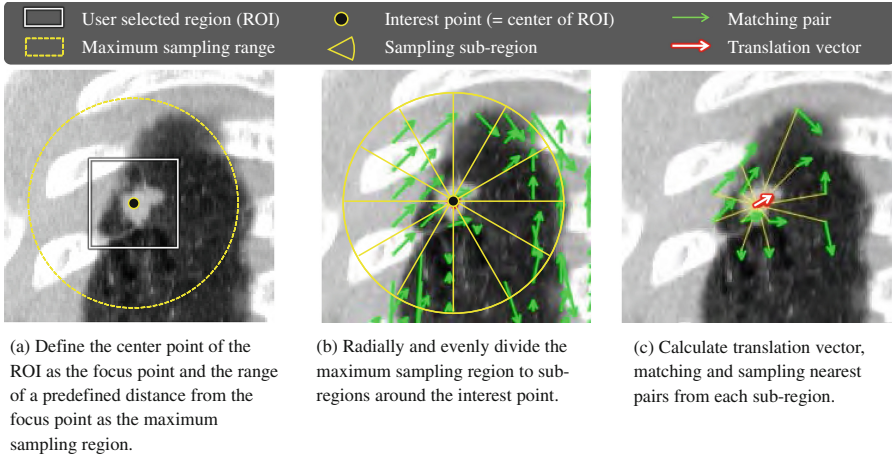 User selected region (ROI)
Interest point (= center of ROI)
Matching pair
Maximum sampling range
Sampling sub-region
Translation vector
(a) Define the center point of the
ROI as the focus point and the range
of a predefined distance from the
focus point as the maximum
sampling region.
(b) Radially and evenly divide the
maximum sampling region to sub-
regions around the interest point.
(c) Calculate translation vector,
matching and sampling nearest
pairs from each sub-region.